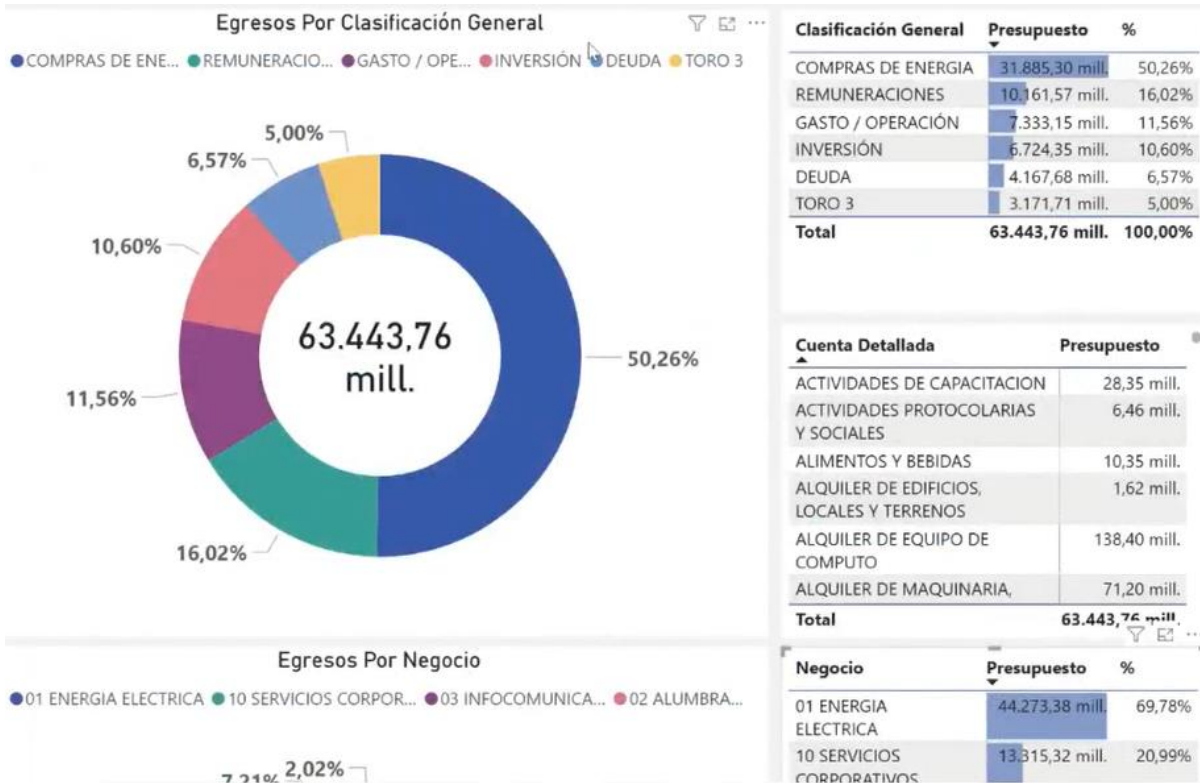 Egresos Por Clasificación General
COMPRAS DE ENE... REMUNERACIO... GASTO / OPE... INVERSIÓN DEUDA TORO 3
5,00%
6,57%
10,60%
11,56%
16,02%
50,26%
63.443,76
mill.
Clasificación General Presupuesto %
COMPRAS DE ENERGIA 31.885,30 mill. 50,26%
REMUNERACIONES 10.161,57 mill. 16,02%
GASTO / OPERACIÓN 7.333,15 mill. 11,56%
INVERSIÓN 6.724,35 mill. 10,60%
DEUDA 4.167,68 mill. 6,57%
TORO 3 3.171,71 mill. 5,00%
Total 63.443,76 mill. 100,00%
Cuenta Detallada Presupuesto
ACTIVIDADES DE CAPACITACION 28,35 mill.
ACTIVIDADES PROTOCOLARIAS 6,46 mill.
Y SOCIALES
ALIMENTOS Y BEBIDAS 10,35 mill.
ALQUILER DE EDIFICIOS, 1,62 mill.
LOCALES Y TERRENOS
ALQUILER DE EQUIPO DE 138,40 mill.
COMPUTO
ALQUILER DE MAQUINARIA, 71,20 mill.
Total 63.443,76 mill.
Egresos Por Negocio
01 ENERGIA ELECTRICA 10 SERVICIOS CORPOR... 03 INFOCOMUNICA... 02 ALUMBRA...
2,02%
7,21%
Negocio Presupuesto %
01 ENERGIA 44.273,38 mill. 69,78%
ELECTRICA
10 SERVICIOS 13.315,32 mill. 20,99%
CORPORATIVOS